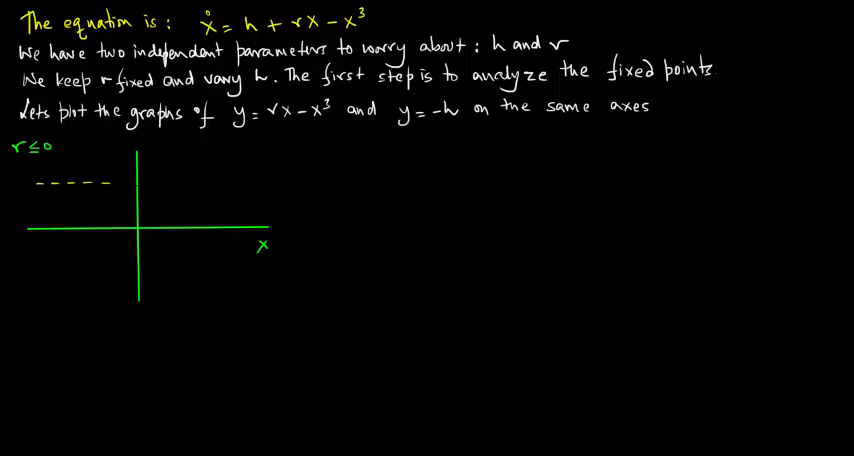 The equation is: ẋ = h + rx - x³
We have two independent parameters to worry about: h and r
We keep r fixed and vary h. The first step is to analyze the fixed points.
Lets plot the graphs of y = rx - x³ and y = -h on the same axes
r ≤ 0
x